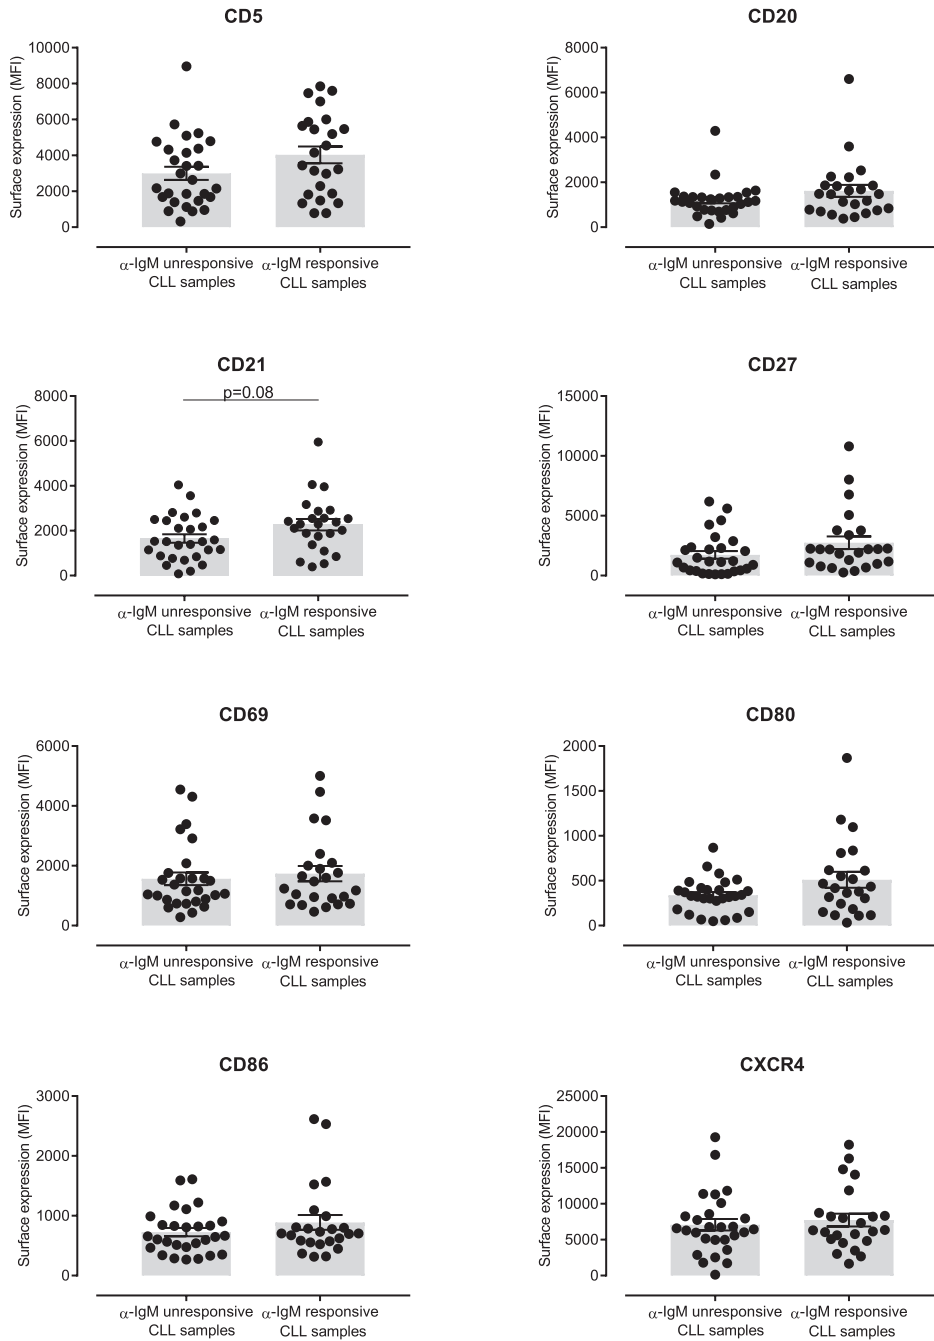 CD5
Surface expression (MFI)
10000
8000
6000
4000
2000
0
α-IgM unresponsive
CLL samples
α-IgM responsive
CLL samples
CD20
Surface expression (MFI)
8000
6000
4000
2000
0
α-IgM unresponsive
CLL samples
α-IgM responsive
CLL samples
CD21
p=0.08
Surface expression (MFI)
8000
6000
4000
2000
0
α-IgM unresponsive
CLL samples
α-IgM responsive
CLL samples
CD27
Surface expression (MFI)
15000
10000
5000
0
α-IgM unresponsive
CLL samples
α-IgM responsive
CLL samples
CD69
Surface expression (MFI)
6000
4000
2000
0
α-IgM unresponsive
CLL samples
α-IgM responsive
CLL samples
CD80
Surface expression (MFI)
2000
1500
1000
500
0
α-IgM unresponsive
CLL samples
α-IgM responsive
CLL samples
CD86
Surface expression (MFI)
3000
2000
1000
0
α-IgM unresponsive
CLL samples
α-IgM responsive
CLL samples
CXCR4
Surface expression (MFI)
25000
20000
15000
10000
5000
0
α-IgM unresponsive
CLL samples
α-IgM responsive
CLL samples